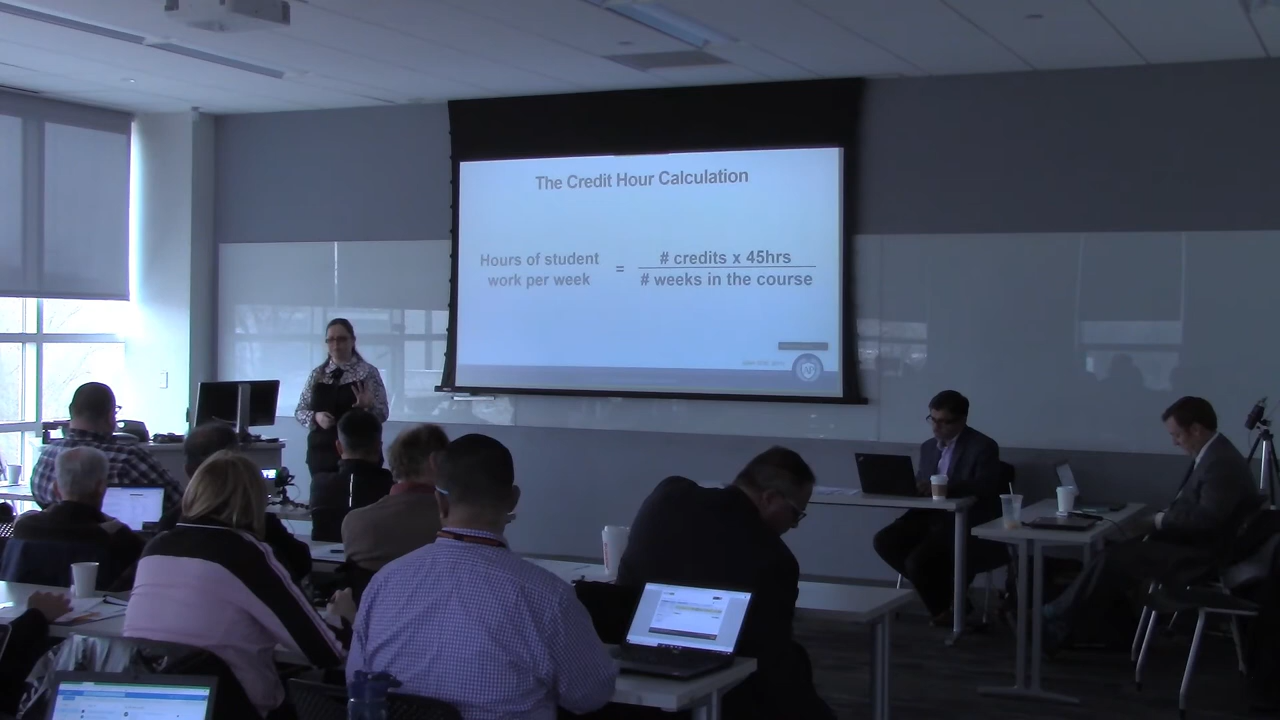 The Credit Hour Calculation
Hours of student
work per week
=
# credits x 45hrs
# weeks in the course